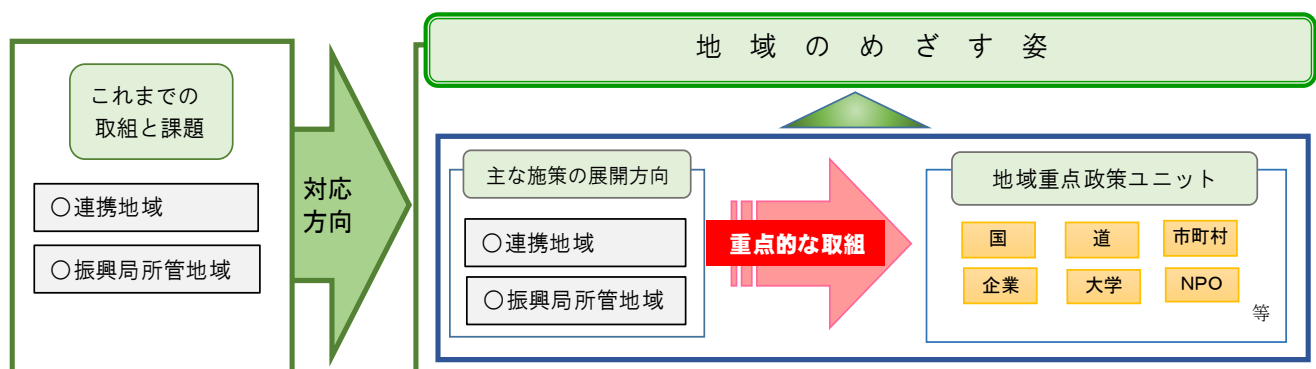 地域のめざす姿
これまでの
取組と課題
〇連携地域
〇振興局所管地域
対応
方向
主な施策の展開方向
〇連携地域
〇振興局所管地域
重点的な取組
地域重点政策ユニット
国
道
市町村
企業
大学
NPO
等